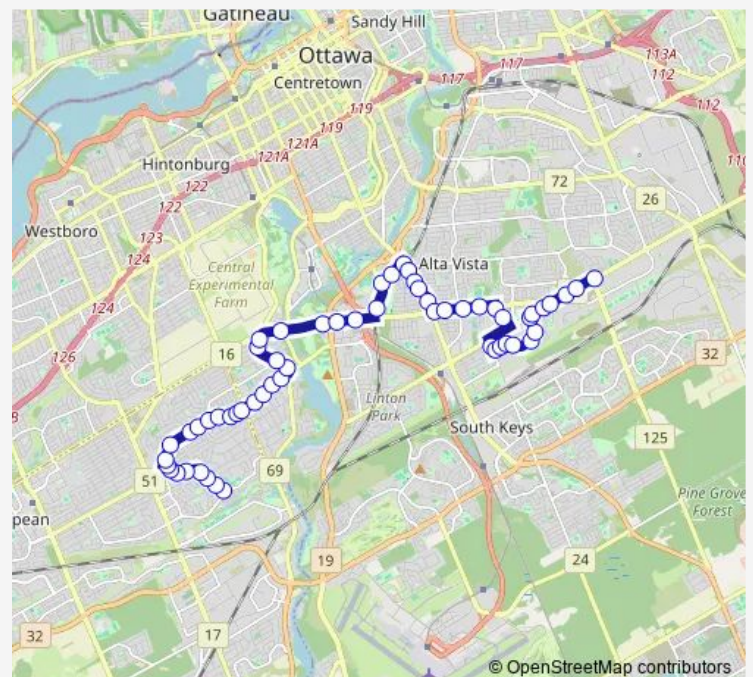 Gatineau
Sandy Hill
Ottawa
113A
117
117
112
Centretown
112
119
119
121A
Hintonburg
121A
72
122
26
122
Westboro
123
Alta Vista
124
Central
Experimental
Farm
124
16
126
32
Linton
Park
South Keys
125
51
69
Pine Grove
Forest
pean
19
24
32
17
© OpenStreetMap contributors